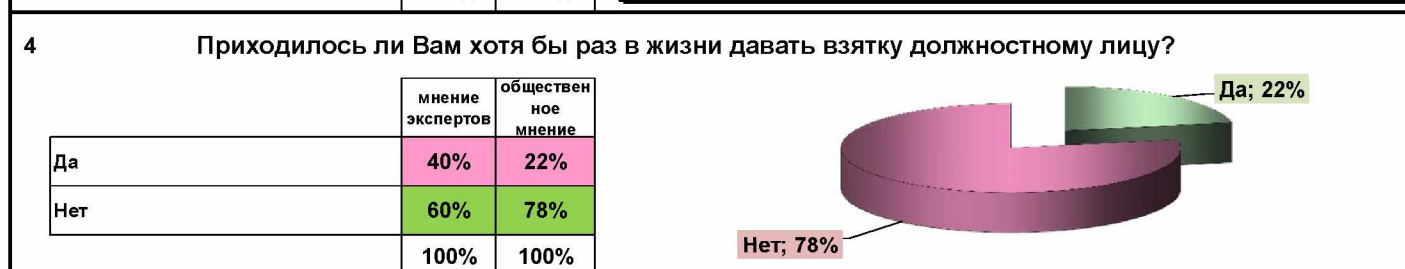 4
Приходилось ли Вам хотя бы раз в жизни давать взятку должностному лицу?
мнение
экспертов
обществен
ное
мнение
Да 40% 22%
Нет 60% 78%
100% 100%
Да; 22%
Нет; 78%